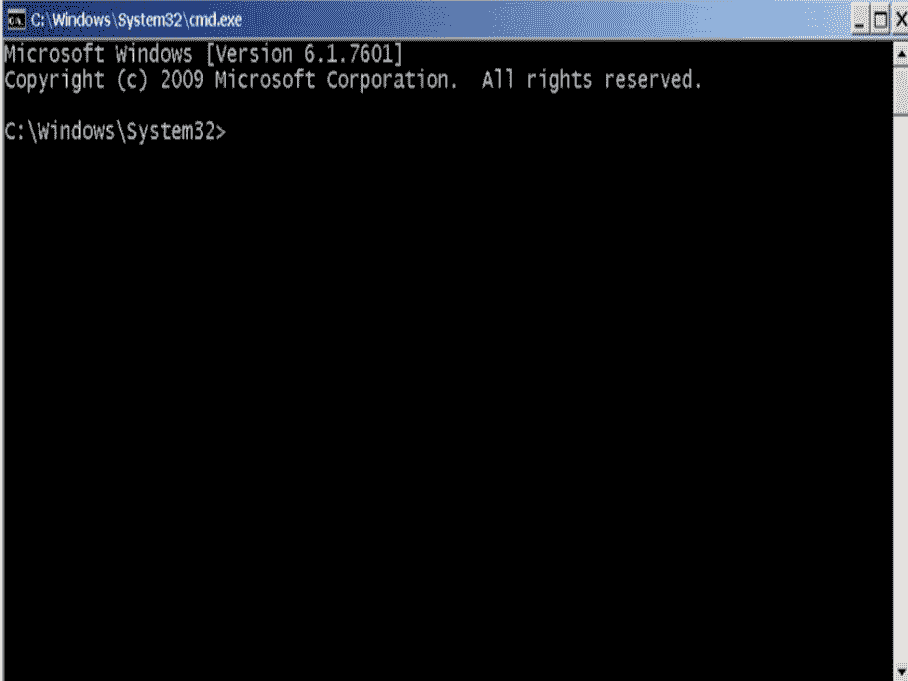 C:\Windows\System32\cmd.exe
Microsoft Windows [Version 6.1.7601]
Copyright (c) 2009 Microsoft Corporation.  All rights reserved.
C:\Windows\System32>